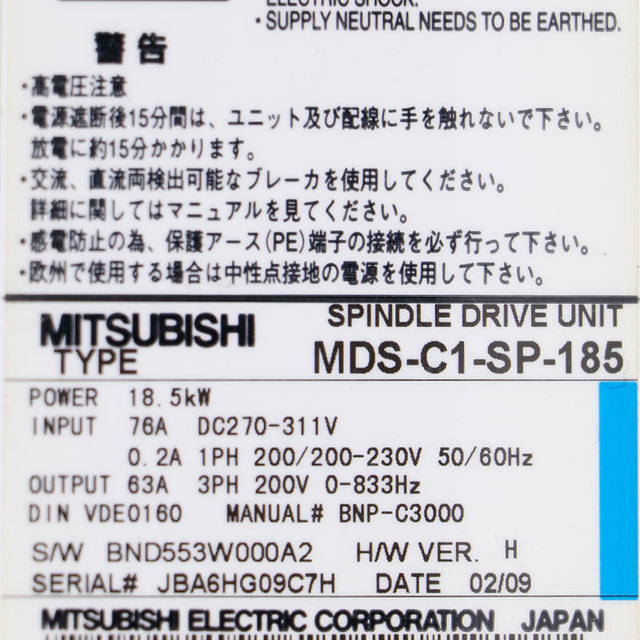 ELECTRIC SHOCK.
・SUPPLY NEUTRAL NEEDS TO BE EARTHED.
警告
・高電圧注意
・電源遮断後15分間は、ユニット及び配線に手を触れないで下さい。
放電に約15分かかります。
・交流、直流両検出可能なブレーカを使用してください。
詳細に関してはマニュアルを見てください。
・感電防止の為、保護アース(PE)端子の接続を必ず行って下さい。
・欧州で使用する場合は中性点接地の電源を使用して下さい。
MITSUBISHI SPINDLE DRIVE UNIT
TYPE MDS-C1-SP-185
POWER 18.5kW
INPUT 76A DC270-311V
0.2A 1PH 200/200-230V 50/60Hz
OUTPUT 63A 3PH 200V 0-833Hz
DIN VDE0160 MANUAL# BNP-C3000
S/W BND553W000A2 H/W VER. H
SERIAL# JBA6HG09C7H DATE 02/09
MITSUBISHI ELECTRIC CORPORATION JAPAN